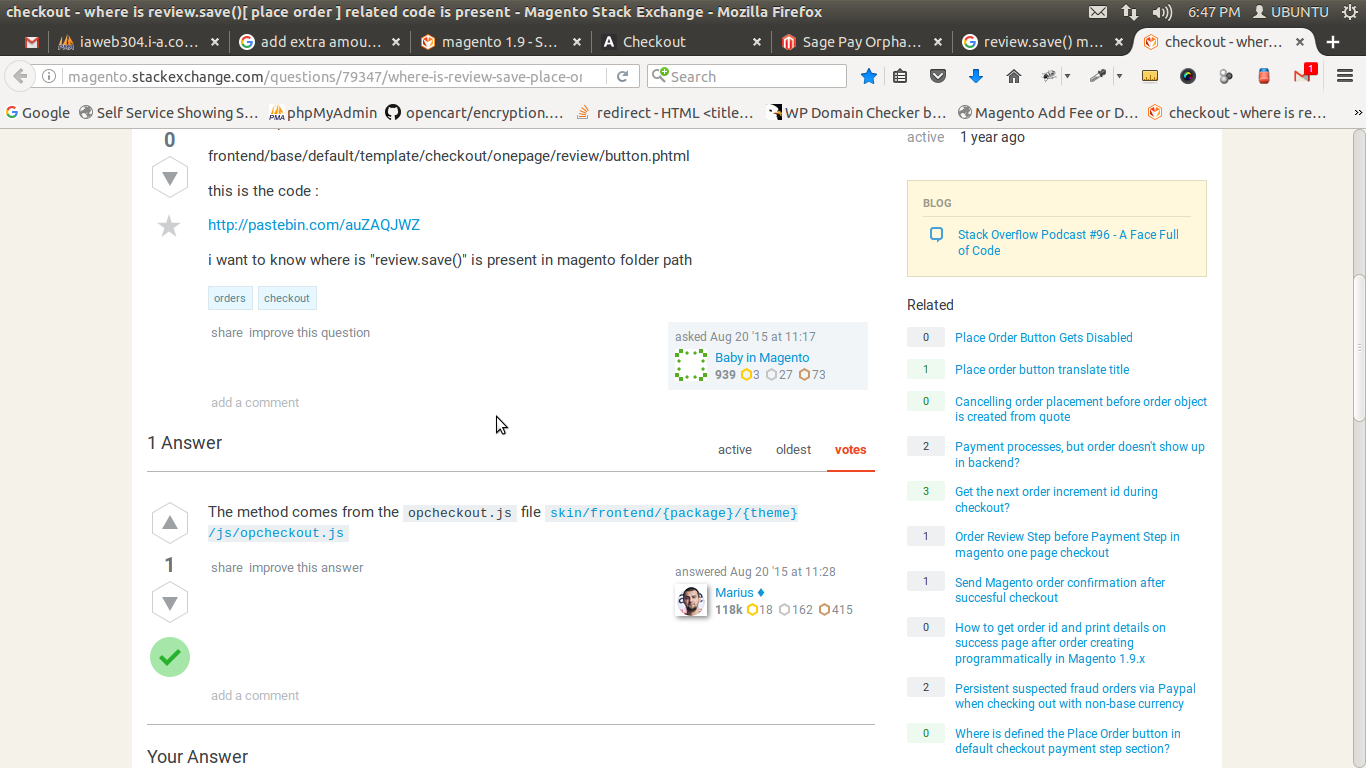 checkout - where is review.save()[ place order ] related code is present - Magento Stack Exchange - Mozilla Firefox
6:47 PM
UBUNTU
iaweb304.i-a.co...
add extra amou...
magento 1.9 - S...
Checkout
Sage Pay Orpha...
review.save() m...
checkout - wher...
magento.stackexchange.com/questions/79347/where-is-review-save-place-or
Search
1
Google
Self Service Showing S...
phpMyAdmin
opencart/encryption....
redirect - HTML <title...
WP Domain Checker b...
Magento Add Fee or D...
checkout - where is re...
0
frontend/base/default/template/checkout/onepage/review/button.phtml
this is the code :
http://pastebin.com/auZAQJWZ
i want to know where is "review.save()" is present in magento folder path
orders
checkout
share improve this question
asked Aug 20 '15 at 11:17
Baby in Magento
939 3 27 73
add a comment
1 Answer
active
oldest
votes
The method comes from the opcheckout.js file skin/frontend/{package}/{theme}
/js/opcheckout.js
1
share improve this answer
answered Aug 20 '15 at 11:28
Marius ♦
118k 18 162 415
add a comment
Your Answer
active 1 year ago
BLOG
Stack Overflow Podcast #96 - A Face Full
of Code
Related
0 Place Order Button Gets Disabled
1 Place order button translate title
0 Cancelling order placement before order object
is created from quote
2 Payment processes, but order doesn't show up
in backend?
3 Get the next order increment id during
checkout?
1 Order Review Step before Payment Step in
magento one page checkout
1 Send Magento order confirmation after
succesful checkout
0 How to get order id and print details on
success page after order creating
programmatically in Magento 1.9.x
2 Persistent suspected fraud orders via Paypal
when checking out with non-base currency
0 Where is defined the Place Order button in
default checkout payment step section?